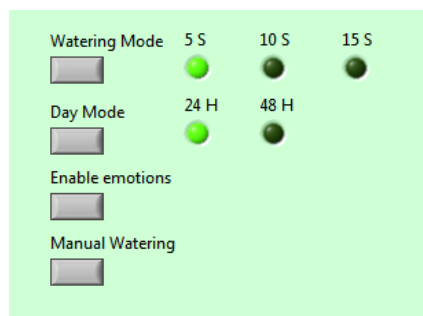 Watering Mode 5 S 10 S 15 S
Day Mode 24 H 48 H
Enable emotions
Manual Watering